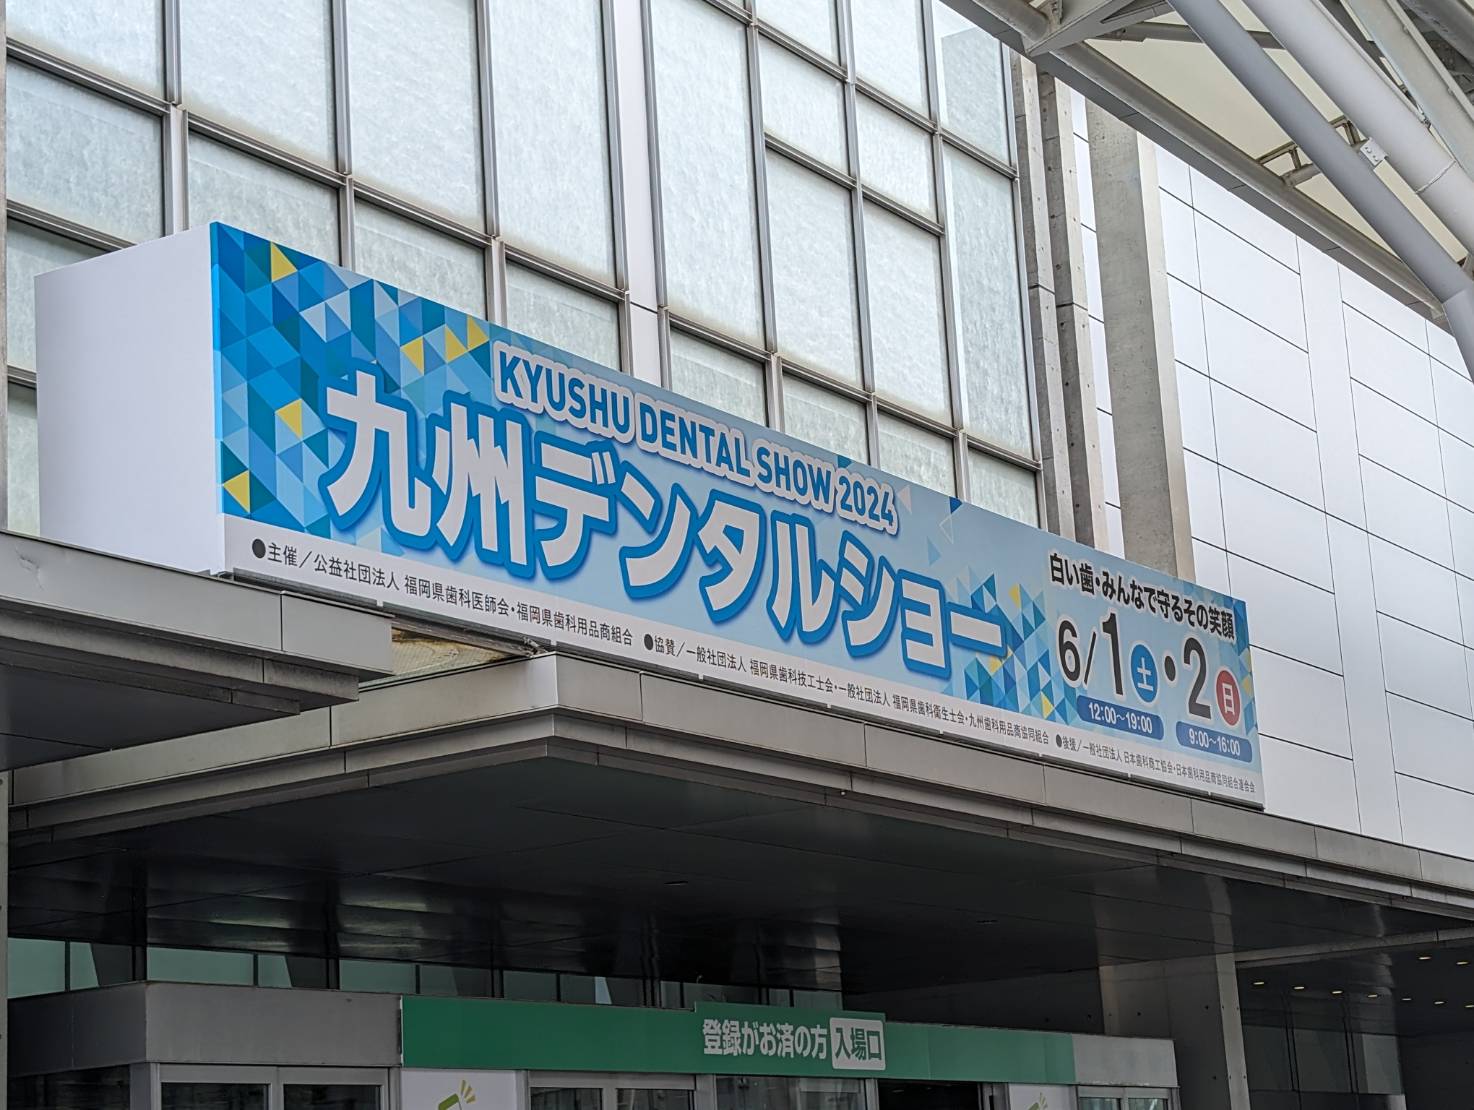 KYUSHU DENTAL SHOW 2024
九州デンタルショー
白い歯・みんなで守るその笑顔
6/1土・2日
12:00～19:00
9:00～16:00
●主催／公益社団法人 福岡県歯科医師会・福岡県歯科用品商組合 ●協賛／一般社団法人 福岡県歯科技工士会・一般社団法人 福岡県歯科衛生士会・九州歯科用品商協同組合 ●後援／一般社団法人 日本歯科商工協会・日本歯科用品商協同組合連合会
登録がお済の方 入場口